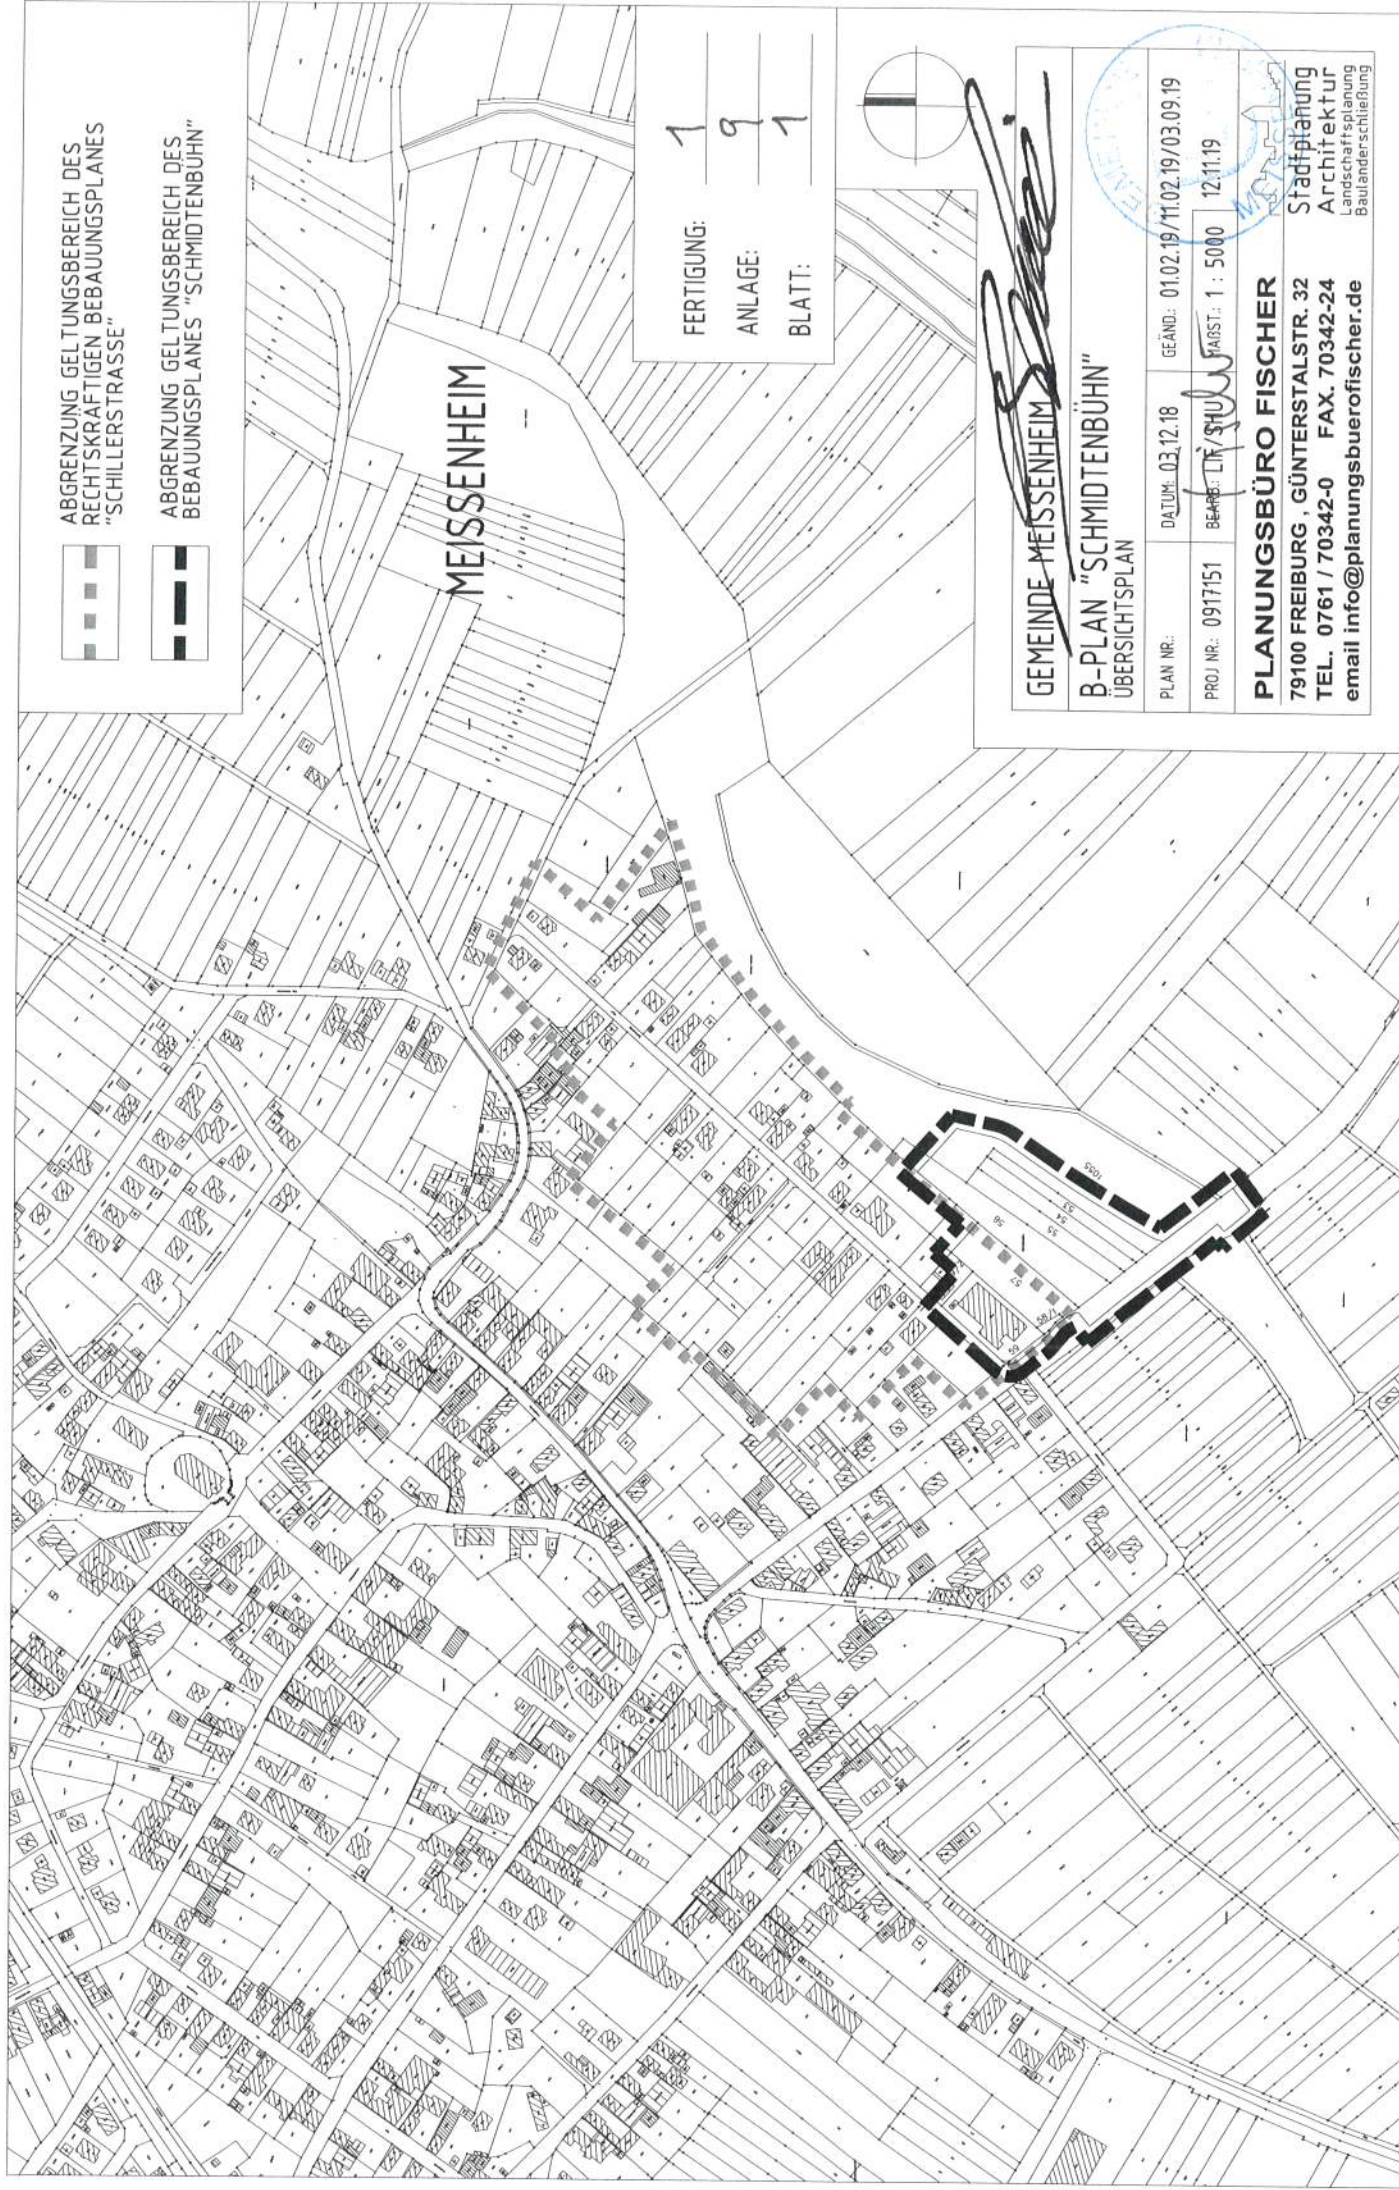 ABGRENZUNG GELTUNGSBEREICH DES
RECHTSKRÄFTIGEN BEBAUUNGSPLANES
"SCHILLERSTRASSE"
ABGRENZUNG GELTUNGSBEREICH DES
BEBAUUNGSPLANES "SCHMIDTENBÜHN"
MEISSENHEIM
FERTIGUNG: 1
ANLAGE: 9
BLATT: 1
1055
53
54
55
56
57
58/1
59
GEMEINDE MEISSENHEIM
B-PLAN "SCHMIDTENBÜHN"
ÜBERSICHTSPLAN
PLAN NR.:
DATUM: 03.12.18
GEÄND.: 01.02.19/11.02.19/03.09.19
PROJ NR.: 0917151
BEARB.: LIF/SHU
MAßST.: 1 : 5000
12.11.19
PLANUNGSBÜRO FISCHER
79100 FREIBURG , GÜNTERSTALSTR. 32
TEL. 0761 / 70342-0 FAX. 70342-24
email info@planungsbuerofischer.de
Stadtplanung
Architektur
Landschaftsplanung
Baulanderschließung